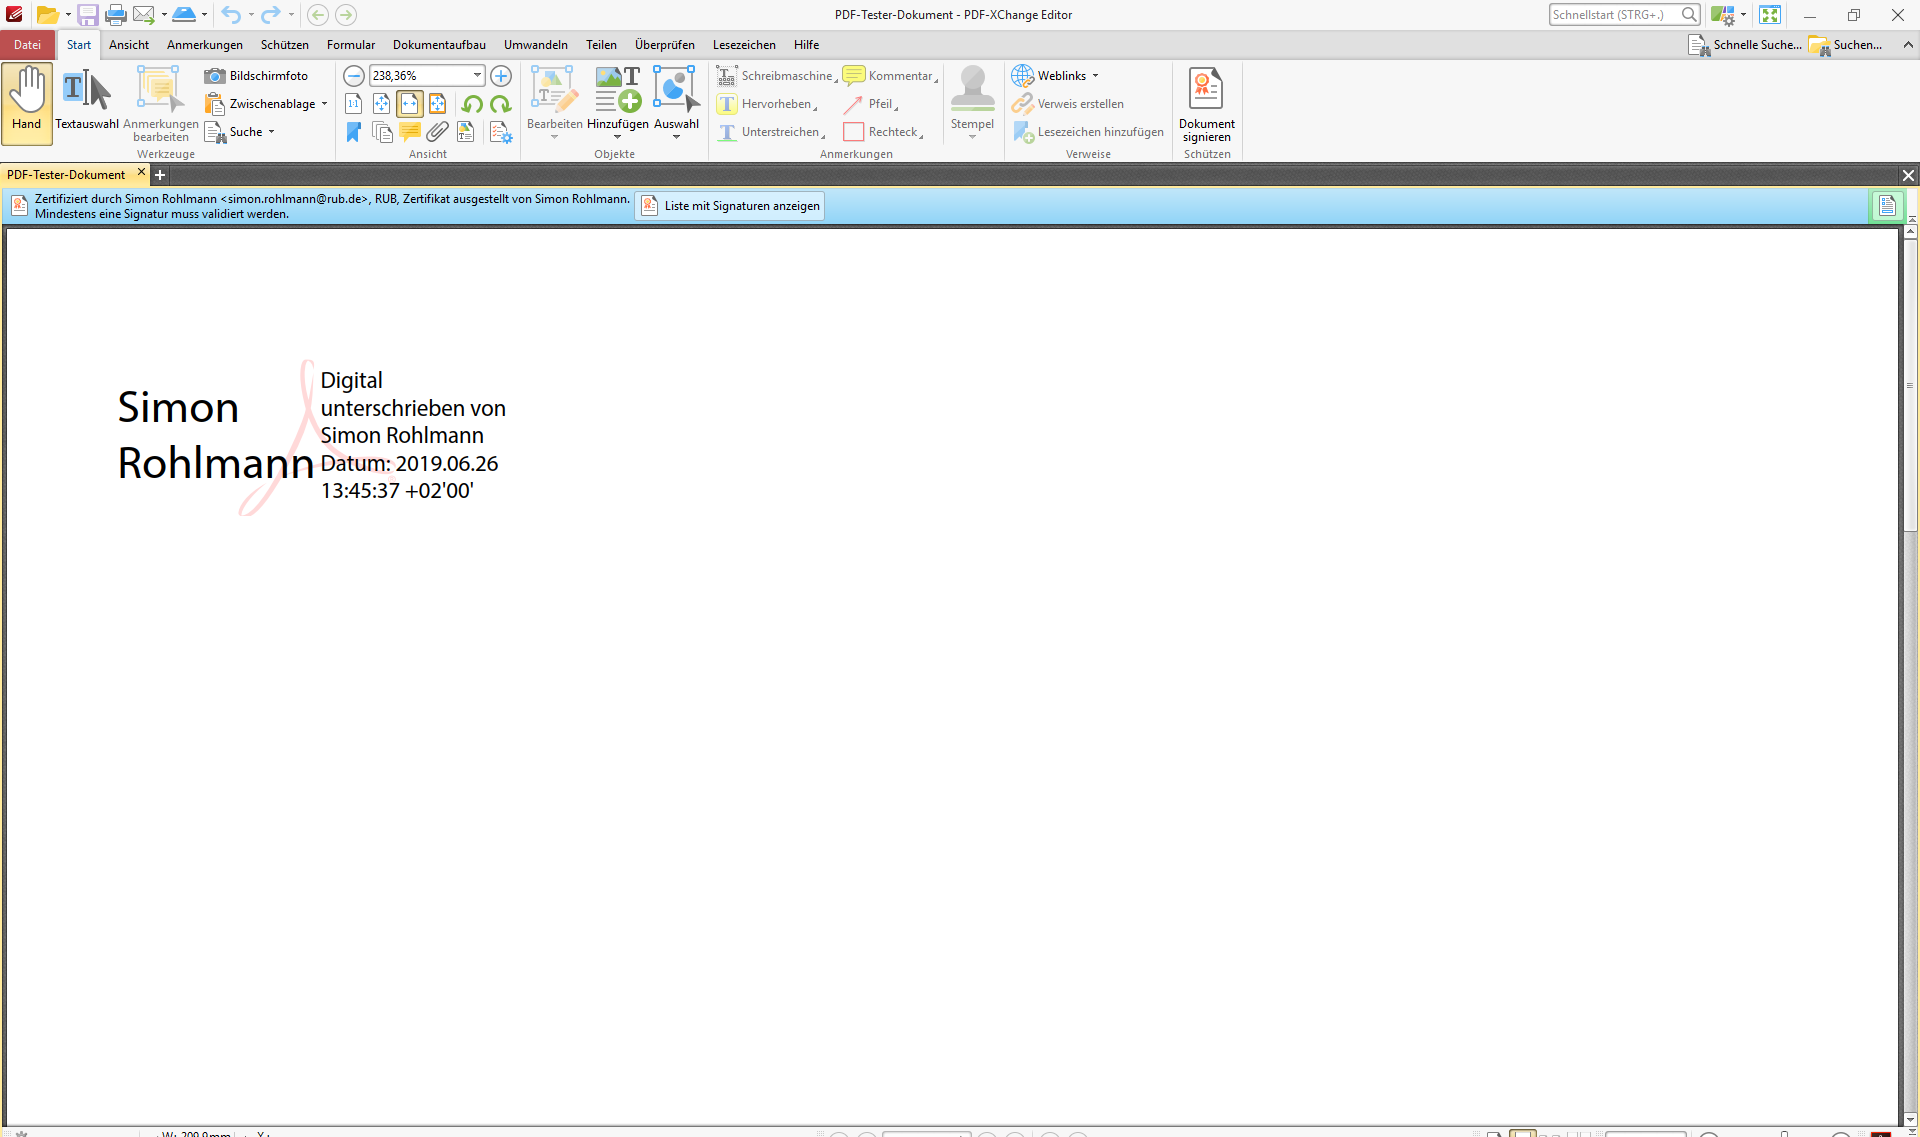 PDF-Tester-Dokument - PDF-XChange Editor
Schnellstart (STRG+.)
Datei Start Ansicht Anmerkungen Schützen Formular Dokumentaufbau Umwandeln Teilen Überprüfen Lesezeichen Hilfe
Schnelle Suche... Suchen...
Hand
Textauswahl
Anmerkungen
bearbeiten
Bildschirmfoto
Zwischenablage
Suche
Werkzeuge
238,36%
1:1
Ansicht
Bearbeiten Hinzufügen Auswahl
Objekte
Schreibmaschine Kommentar
Hervorheben Pfeil
Unterstreichen Rechteck
Stempel
Anmerkungen
Weblinks
Verweis erstellen
Lesezeichen hinzufügen
Verweise
Dokument
signieren
Schützen
PDF-Tester-Dokument
Zertifiziert durch Simon Rohlmann <simon.rohlmann@rub.de>, RUB, Zertifikat ausgestellt von Simon Rohlmann.
Mindestens eine Signatur muss validiert werden.
Liste mit Signaturen anzeigen
Simon
Rohlmann
Digital
unterschrieben von
Simon Rohlmann
Datum: 2019.06.26
13:45:37 +02'00'
W: 209,9mm